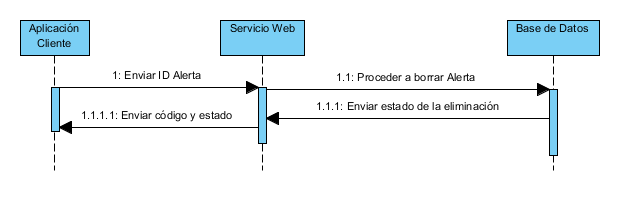 Aplicación
Cliente
Servicio Web
Base de Datos
1: Enviar ID Alerta
1.1: Proceder a borrar Alerta
1.1.1: Enviar estado de la eliminación
1.1.1.1: Enviar código y estado